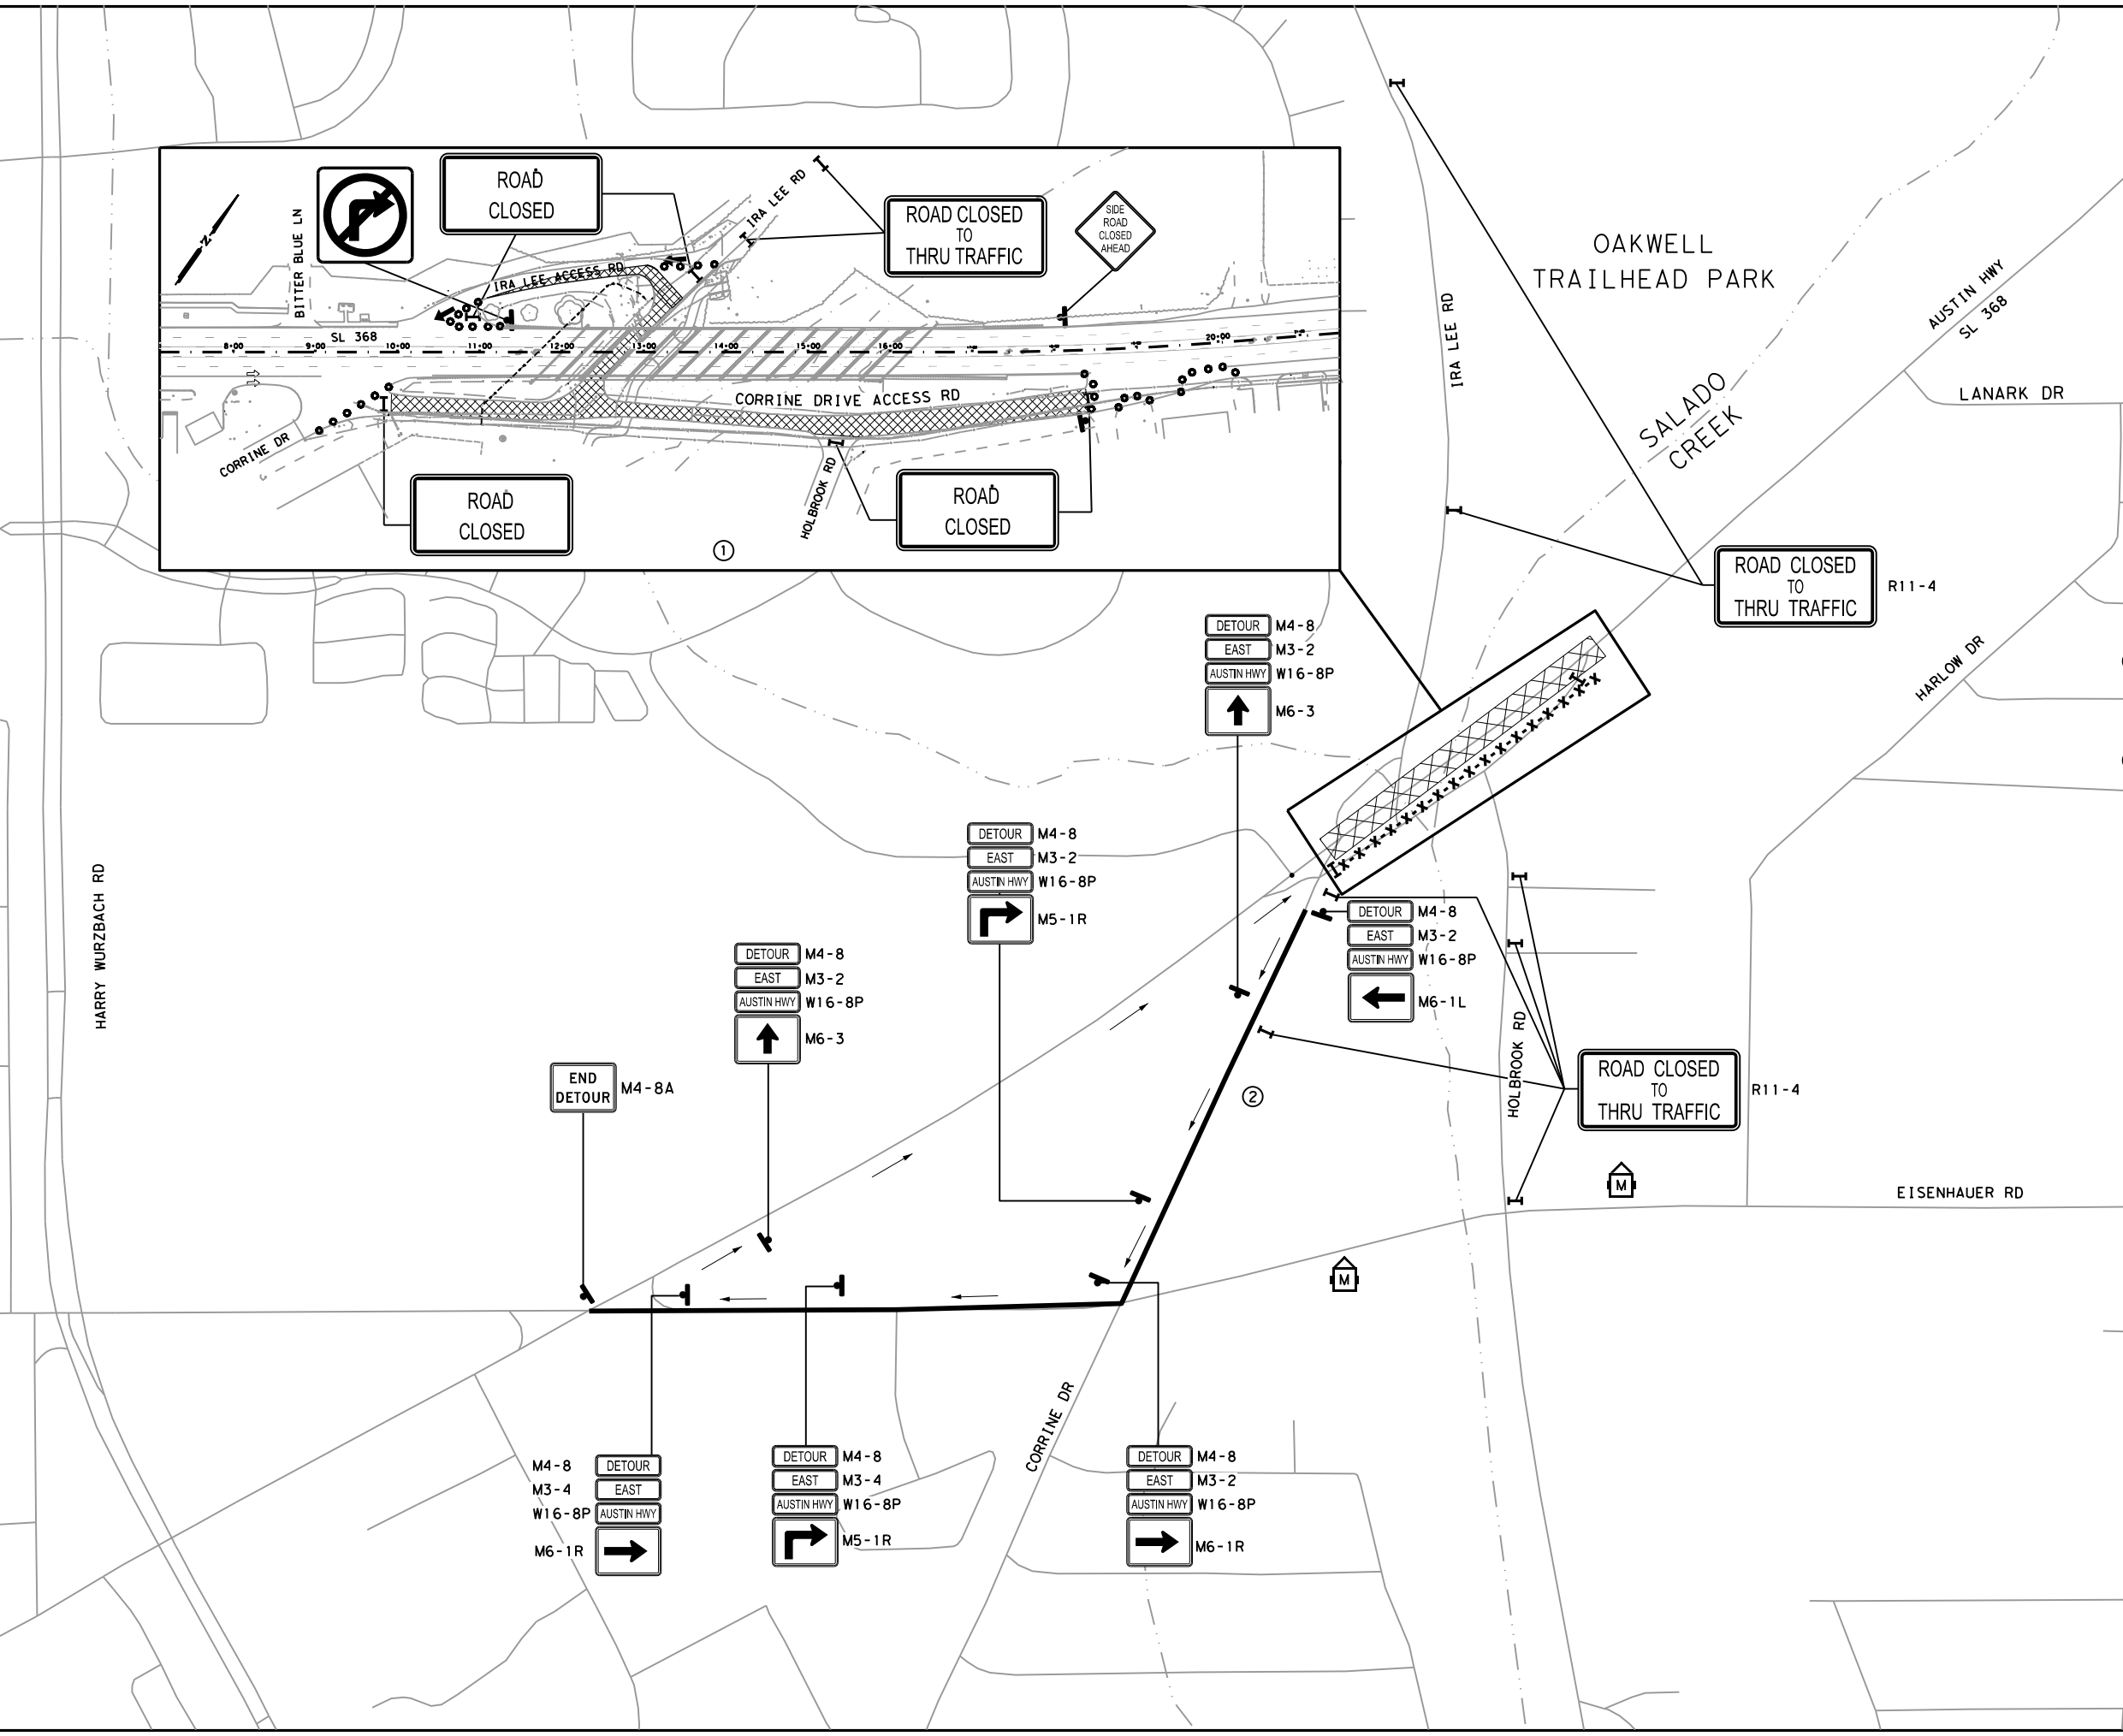 ROAD
CLOSED
ROAD CLOSED
TO
THRU TRAFFIC
SIDE
ROAD
CLOSED
AHEAD
N
BITTER BLUE LN
IRA LEE RD
IRA LEE ACCESS RD
SL 368
8+00
9+00
10+00
11+00
12+00
13+00
14+00
15+00
16+00
20+00
CORRINE DRIVE ACCESS RD
CORRINE DR
HOLBROOK RD
ROAD
CLOSED
ROAD
CLOSED
1
OAKWELL
TRAILHEAD PARK
IRA LEE RD
AUSTIN HWY
SL 368
SALADO
CREEK
LANARK DR
HARLOW DR
ROAD CLOSED
TO
THRU TRAFFIC
R11-4
DETOUR M4-8
EAST M3-2
AUSTIN HWY W16-8P
M6-3
DETOUR M4-8
EAST M3-2
AUSTIN HWY W16-8P
M5-1R
DETOUR M4-8
EAST M3-2
AUSTIN HWY W16-8P
M6-1L
DETOUR M4-8
EAST M3-2
AUSTIN HWY W16-8P
M6-3
HARRY WURZBACH RD
END
DETOUR
M4-8A
2
HOLBROOK RD
ROAD CLOSED
TO
THRU TRAFFIC
R11-4
M
M
EISENHAUER RD
CORRINE DR
M4-8 DETOUR
M3-4 EAST
W16-8P AUSTIN HWY
M6-1R
DETOUR M4-8
EAST M3-4
AUSTIN HWY W16-8P
M5-1R
DETOUR M4-8
EAST M3-2
AUSTIN HWY W16-8P
M6-1R